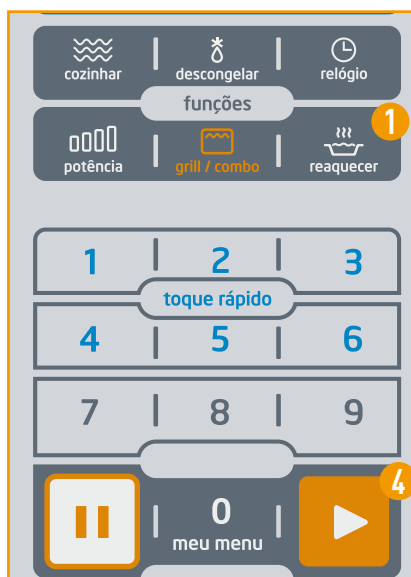 cozinhar descongelar relógio
funções
1
potência grill / combo reaquecer
1 2 3
toque rápido
4 5 6
7 8 9
4
0
meu menu